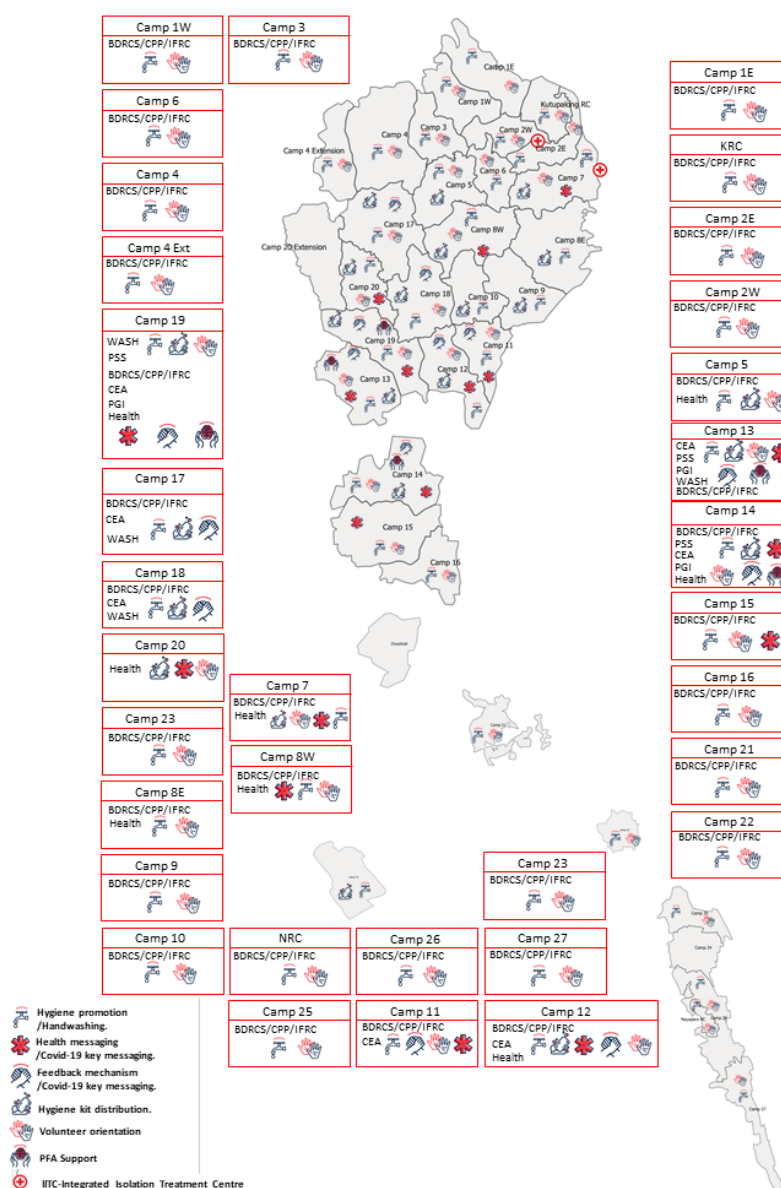 Camp 1W
BDRCS/CPP/IFRC
Camp 3
BDRCS/CPP/IFRC
Camp 6
BDRCS/CPP/IFRC
Camp 4
BDRCS/CPP/IFRC
Camp 4 Ext
BDRCS/CPP/IFRC
Camp 19
WASH
PSS
BDRCS/CPP/IFRC
CEA
PGI
Health
Camp 17
BDRCS/CPP/IFRC
CEA
WASH
Camp 18
BDRCS/CPP/IFRC
CEA
WASH
Camp 20
Health
Camp 23
BDRCS/CPP/IFRC
Camp 8E
BDRCS/CPP/IFRC
Health
Camp 9
BDRCS/CPP/IFRC
Camp 10
BDRCS/CPP/IFRC
Camp 7
BDRCS/CPP/IFRC
Health
Camp 8W
BDRCS/CPP/IFRC
Health
NRC
BDRCS/CPP/IFRC
Camp 26
BDRCS/CPP/IFRC
Camp 23
BDRCS/CPP/IFRC
Camp 27
BDRCS/CPP/IFRC
Camp 25
BDRCS/CPP/IFRC
Camp 11
BDRCS/CPP/IFRC
CEA
Camp 12
BDRCS/CPP/IFRC
CEA
Health
Camp 1E
BDRCS/CPP/IFRC
KRC
BDRCS/CPP/IFRC
Camp 2E
BDRCS/CPP/IFRC
Camp 2W
BDRCS/CPP/IFRC
Camp 5
BDRCS/CPP/IFRC
Health
Camp 13
CEA
PSS
PGI
WASH
BDRCS/CPP/IFRC
Camp 14
BDRCS/CPP/IFRC
PSS
CEA
PGI
Health
Camp 15
BDRCS/CPP/IFRC
Camp 16
BDRCS/CPP/IFRC
Camp 21
BDRCS/CPP/IFRC
Camp 22
BDRCS/CPP/IFRC
Camp 1E
Camp 1W
Kutupalong RC
Camp 4
Camp 3
Camp 2W
Camp 4 Extension
Camp 2E
Camp 6
Camp 7
Camp 5
Camp 17
Camp 8W
Camp 8E
Camp 20 Extension
Camp 20
Camp 18
Camp 10
Camp 9
Camp 19
Camp 11
Camp 12
Camp 13
Camp 14
Camp 15
Camp 16
Camp 24
Camp 27
Hygiene promotion
/Handwashing.
Health messaging
/Covid-19 key messaging.
Feedback mechanism
/Covid-19 key messaging.
Hygiene kit distribution.
Volunteer orientation
PFA Support
IITC-Integrated Isolation Treatment Centre